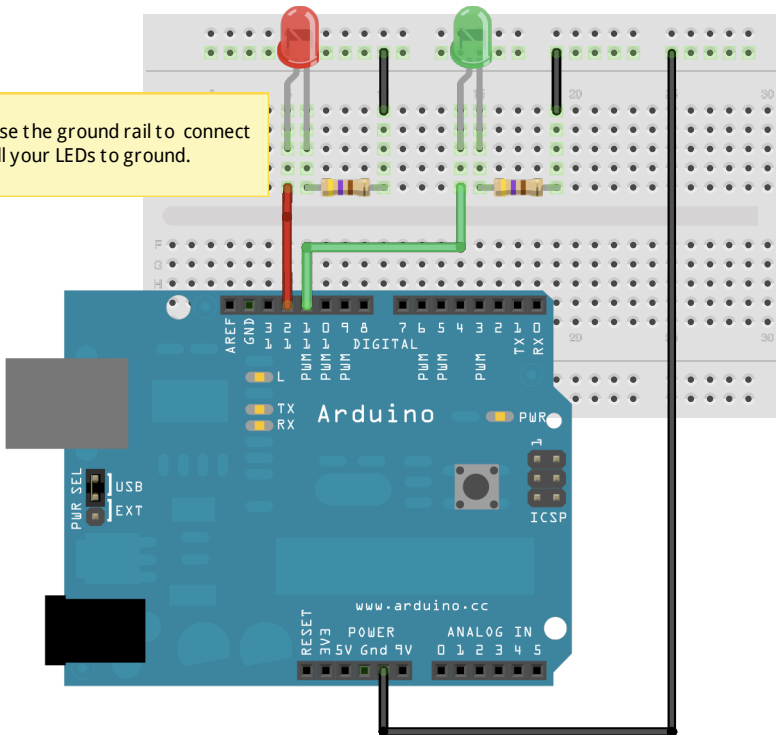 15 20 30
se the ground rail to connect
ll your LEDs to ground.
F
G
H
AREF GND 13 12 PWM 11 PWM 10 PWM 9 8 7 PWM 6 PWM 5 4 PWM 3 2 TX 1 RX 0
DIGITAL
20 30
L
TX
RX
Arduino
PWR
1
ICSP
PWR SEL
USB
EXT
www.arduino.cc
POWER
ANALOG IN
RESET 3V3 5V Gnd 9V 0 1 2 3 4 5